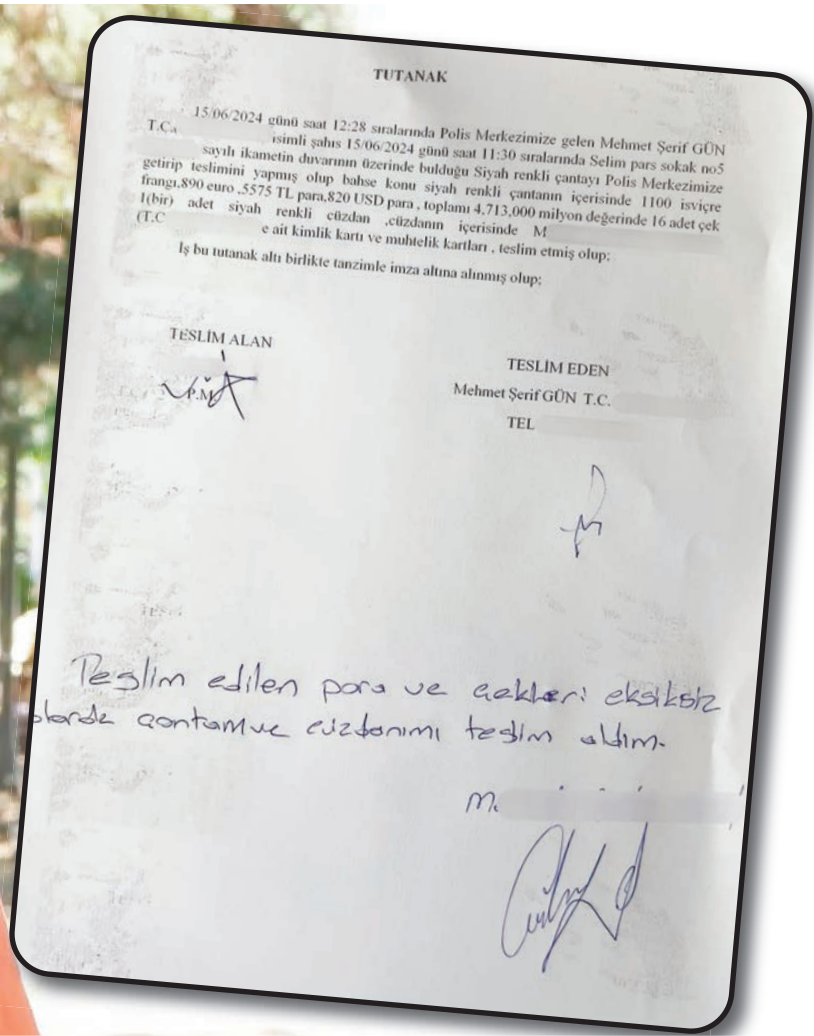 TUTANAK
15/06/2024 günü saat 12:28 sıralarında Polis Merkezimize gelen Mehmet Şerif GÜN
T.C. isimli şahıs 15/06/2024 günü saat 11:30 sıralarında Selim pars sokak no5
sayılı ikametin duvarının üzerinde bulduğu Siyah renkli çantayı Polis Merkezimize
getirip teslimini yapmış olup bahse konu siyah renkli çantanın içerisinde 1100 isviçre
frangı,890 euro ,5575 TL para,820 USD para , toplamı 4,713,000 milyon değerinde 16 adet çek
1(bir) adet siyah renkli cüzdan ,cüzdanın içerisinde M
(T.C e ait kimlik kartı ve muhtelik kartları , teslim etmiş olup;
İş bu tutanak altı birlikte tanzimle imza altına alınmış olup;
TESLİM ALAN
P.M
TESLİM EDEN
Mehmet Şerif GÜN T.C.
TEL
Teslim edilen para ve çekleri eksiksiz
olarak çantamve cüzdanımı teslim aldım.
M.